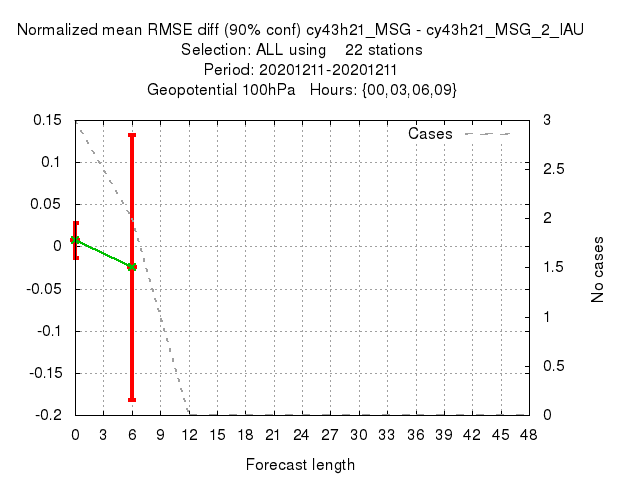 Normalized mean RMSE diff (90% conf) cy43h21_MSG - cy43h21_MSG_2_IAU
Selection: ALL using    22 stations
Period: 20201211-20201211
Geopotential 100hPa   Hours: {00,03,06,09}
Cases
0.15
0.1
0.05
0
-0.05
-0.1
-0.15
-0.2
3
2.5
2
1.5
1
0.5
0
No cases
0 3 6 9 12 15 18 21 24 27 30 33 36 39 42 45 48
Forecast length